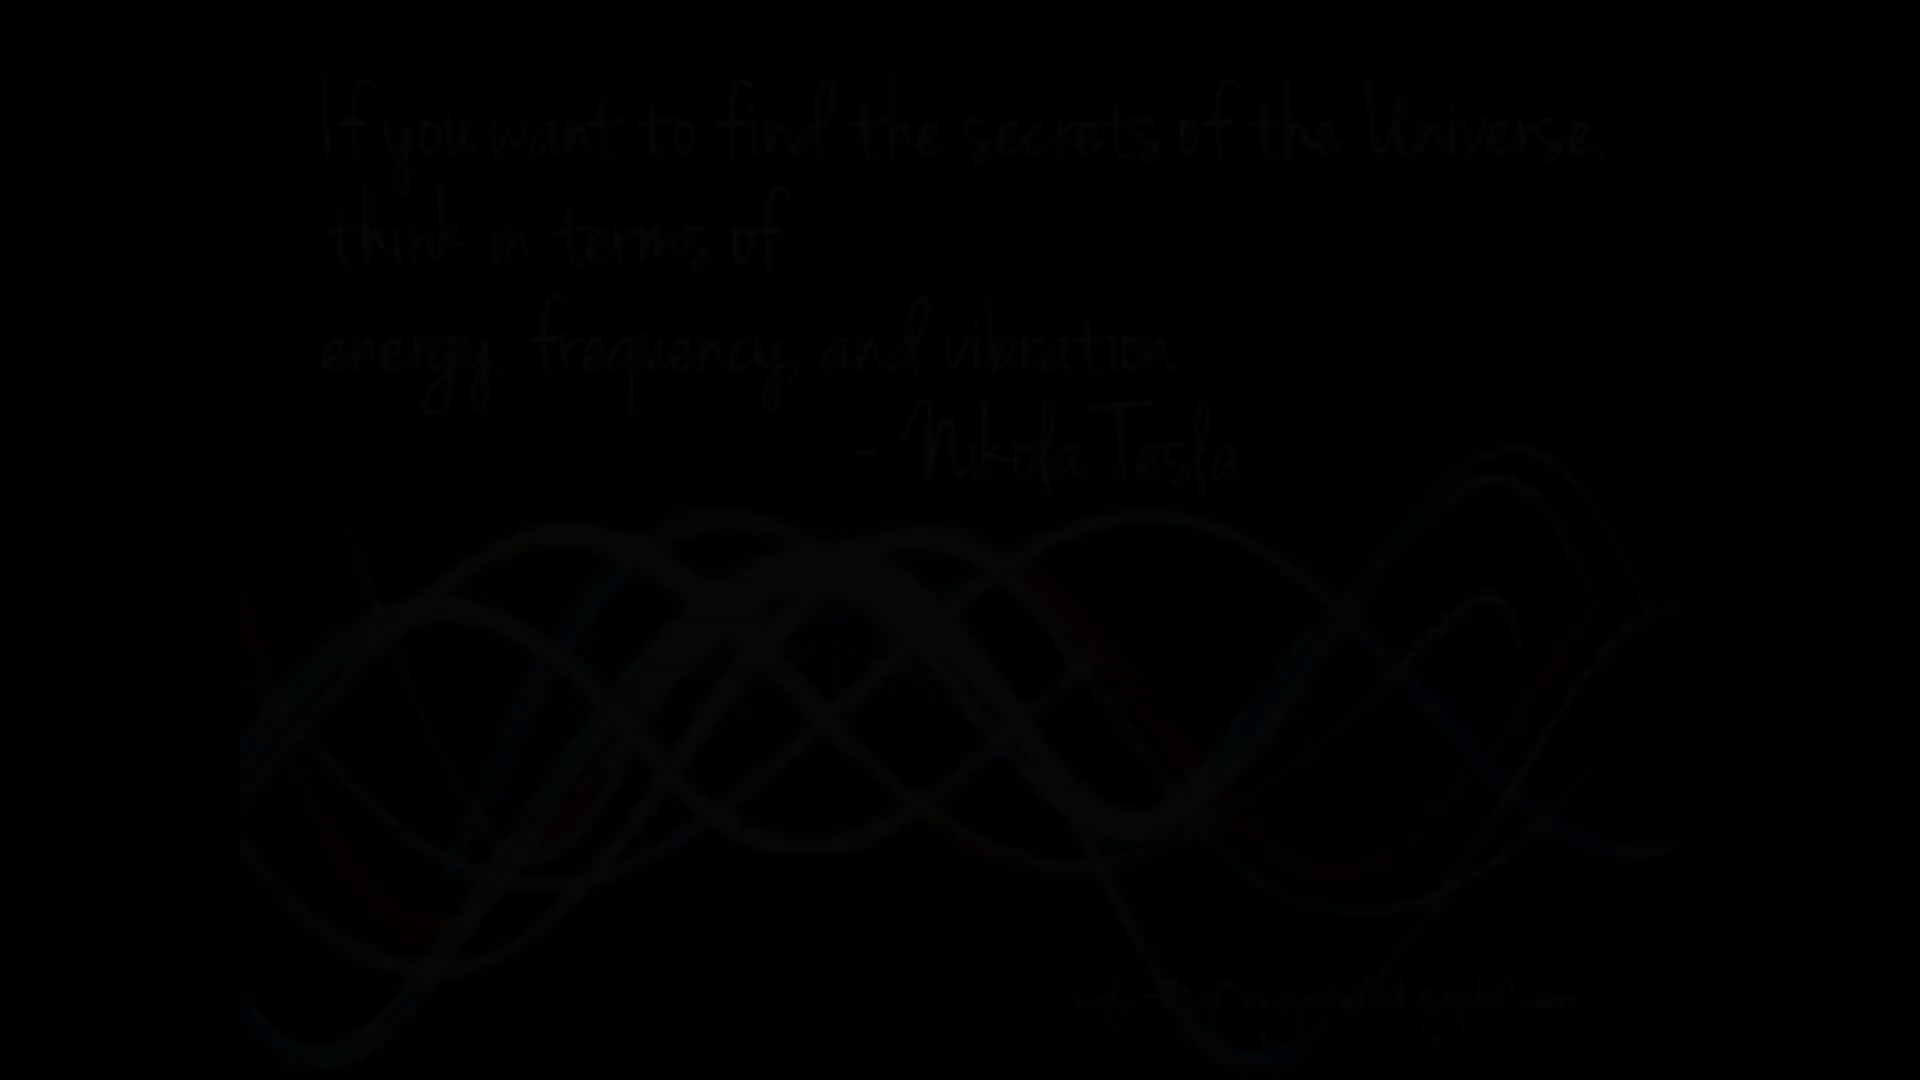 If you want to find the secrets of the Universe,
think in terms of
energy, frequency, and vibration.
- Nikola Tesla